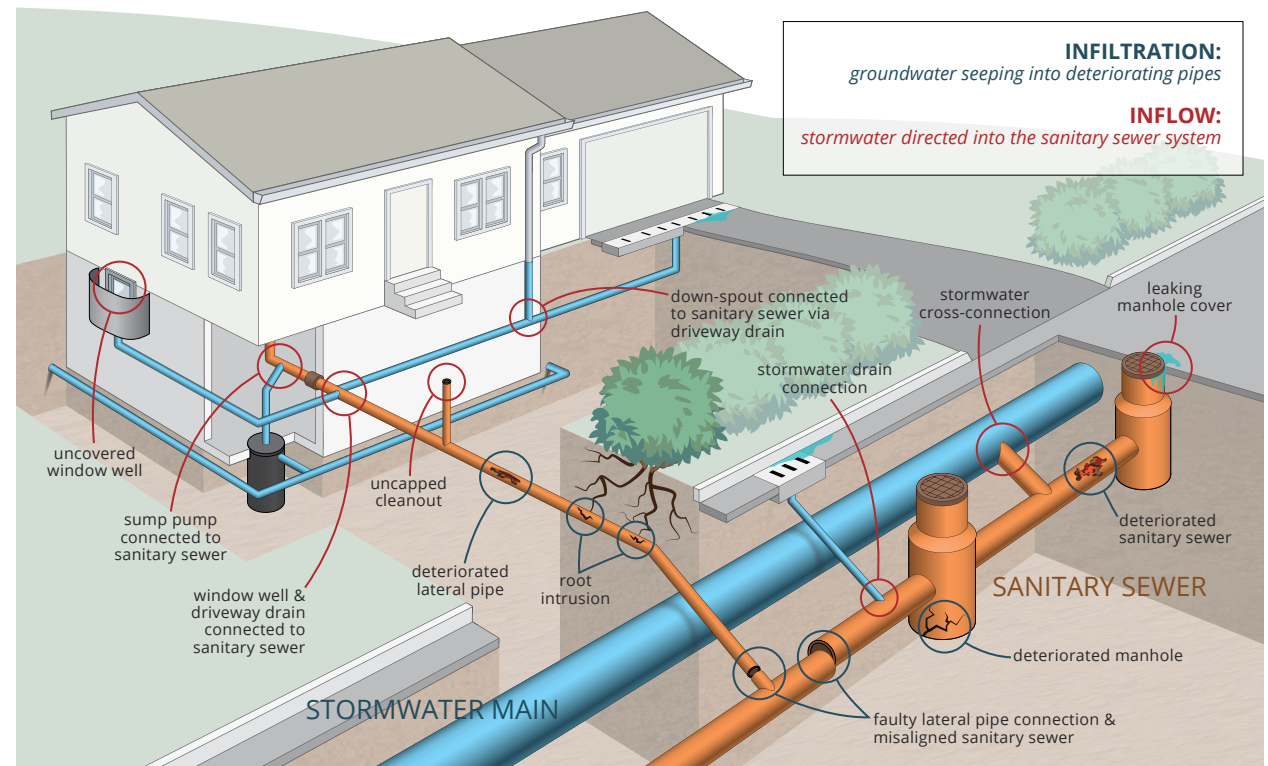 INFILTRATION:
groundwater seeping into deteriorating pipes
INFLOW:
stormwater directed into the sanitary sewer system
down-spout connected
to sanitary sewer via
driveway drain
stormwater
cross-connection
leaking
manhole cover
stormwater drain
connection
uncovered
window well
uncapped
cleanout
sump pump
connected to
sanitary sewer
window well &
driveway drain
connected to
sanitary sewer
deteriorated
lateral pipe
root
intrusion
deteriorated
sanitary sewer
SANITARY SEWER
deteriorated manhole
STORMWATER MAIN
faulty lateral pipe connection &
misaligned sanitary sewer